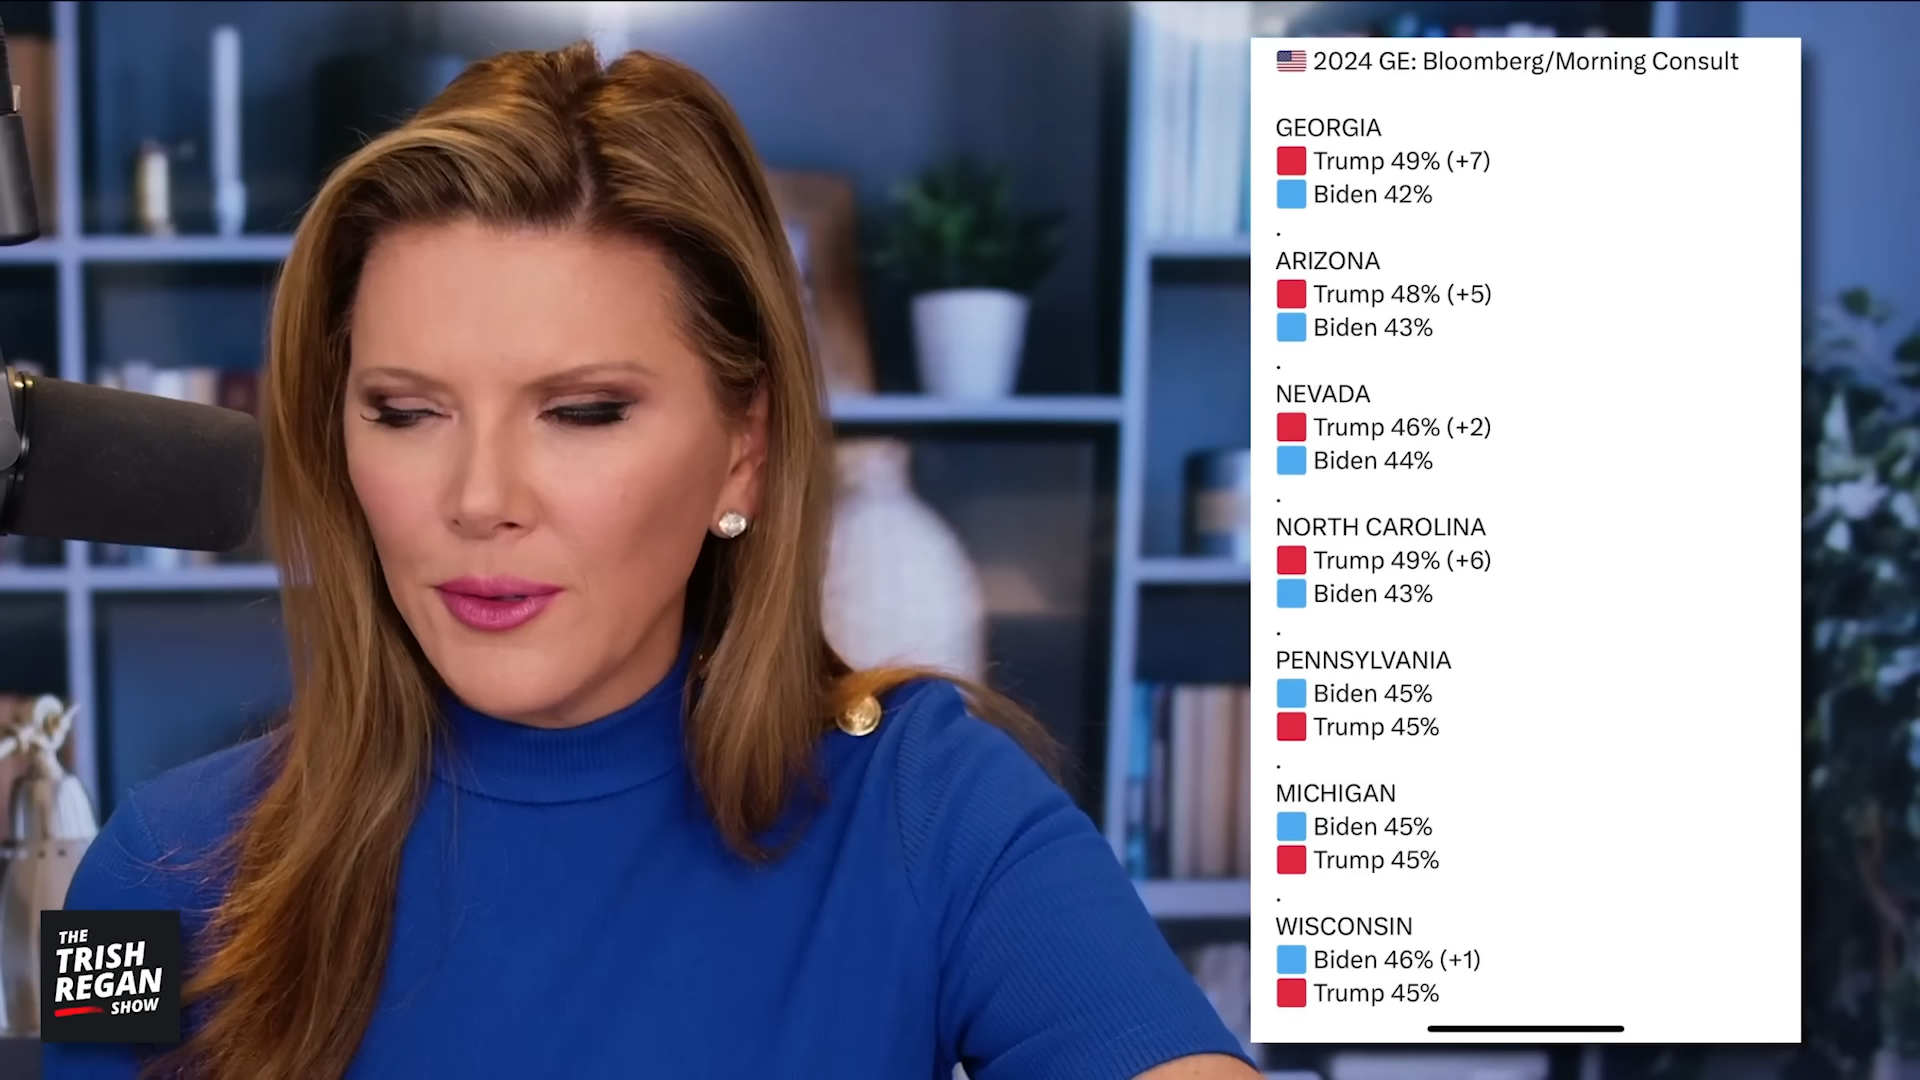 🇺🇸 2024 GE: Bloomberg/Morning Consult
GEORGIA
🟥 Trump 49% (+7)
🟦 Biden 42%
.
ARIZONA
🟥 Trump 48% (+5)
🟦 Biden 43%
.
NEVADA
🟥 Trump 46% (+2)
🟦 Biden 44%
.
NORTH CAROLINA
🟥 Trump 49% (+6)
🟦 Biden 43%
.
PENNSYLVANIA
🟦 Biden 45%
🟥 Trump 45%
.
MICHIGAN
🟦 Biden 45%
🟥 Trump 45%
.
WISCONSIN
🟦 Biden 46% (+1)
🟥 Trump 45%
THE
TRISH
REGAN
SHOW